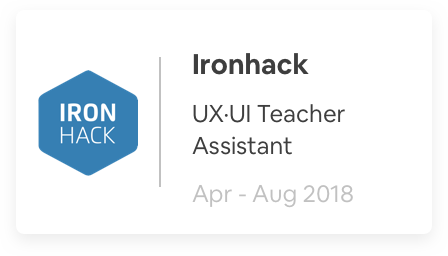 IRON
HACK
Ironhack
UX·UI Teacher
Assistant
Apr - Aug 2018